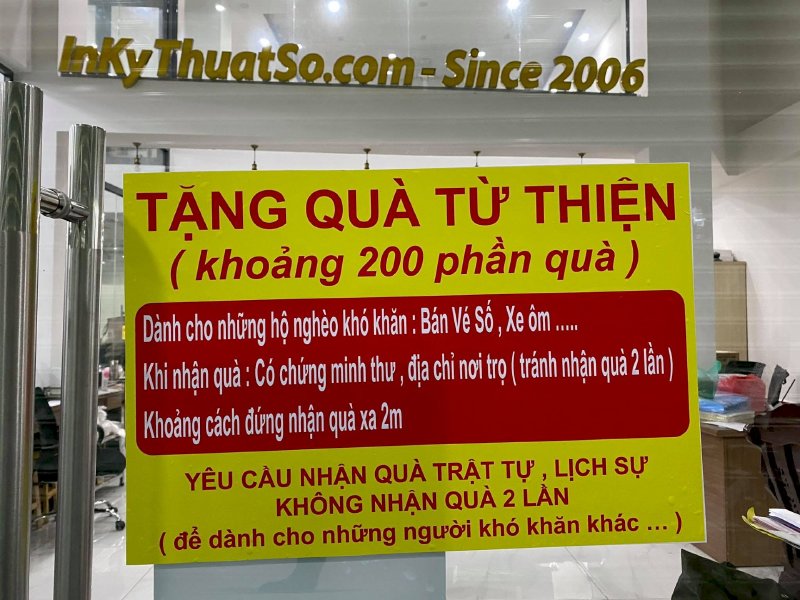 InKyThuatSo.com - Since 2006
TẶNG QUÀ TỪ THIỆN
( khoảng 200 phần quà )
Dành cho những hộ nghèo khó khăn : Bán Vé Số , Xe ôm .....
Khi nhận quà : Có chứng minh thư , địa chỉ nơi trọ ( tránh nhận quà 2 lần )
Khoảng cách đứng nhận quà xa 2m
YÊU CẦU NHẬN QUÀ TRẬT TỰ , LỊCH SỰ
KHÔNG NHẬN QUÀ 2 LẦN
( để dành cho những người khó khăn khác ... )